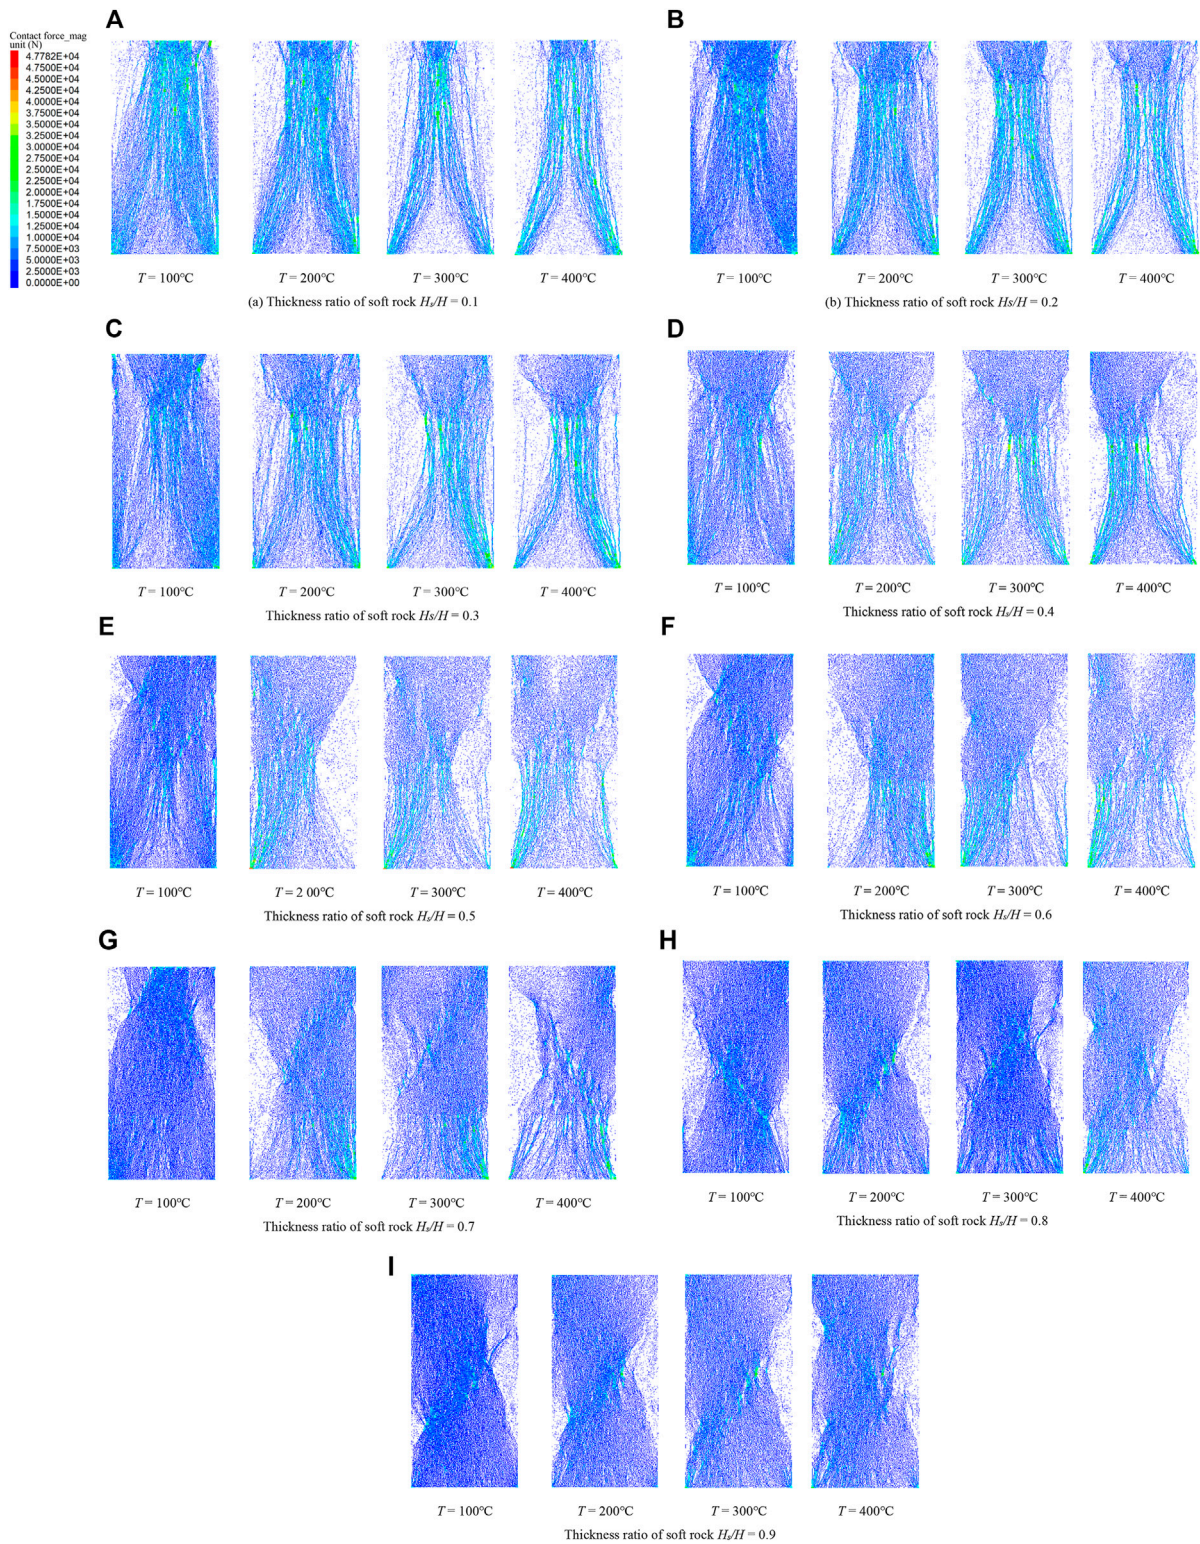 A
B
Contact force_mag
unit (N)
4.7782E+04
4.7500E+04
4.5000E+04
4.2500E+04
4.0000E+04
3.7500E+04
3.5000E+04
3.2500E+04
3.0000E+04
2.7500E+04
2.5000E+04
2.2500E+04
2.0000E+04
1.7500E+04
1.5000E+04
1.2500E+04
1.0000E+04
7.5000E+03
5.0000E+03
2.5000E+03
0.0000E+00
T = 100°C T = 200°C T = 300°C T = 400°C
T = 100°C T = 200°C T = 300°C T = 400°C
(a) Thickness ratio of soft rock Hs/H = 0.1
(b) Thickness ratio of soft rock Hs/H = 0.2
C
D
T = 100°C T = 200°C T = 300°C T = 400°C
T = 100°C T = 200°C T = 300°C T = 400°C
Thickness ratio of soft rock Hs/H = 0.3
Thickness ratio of soft rock Hs/H = 0.4
E
F
T = 100°C T = 2 00°C T = 300°C T = 400°C
T = 100°C T = 200°C T = 300°C T = 400°C
Thickness ratio of soft rock Hs/H = 0.5
Thickness ratio of soft rock Hs/H = 0.6
G
H
T = 100°C T = 200°C T = 300°C T = 400°C
T = 100°C T = 200°C T = 300°C T = 400°C
Thickness ratio of soft rock Hs/H = 0.7
Thickness ratio of soft rock Hs/H = 0.8
I
T = 100°C T = 200°C T = 300°C T = 400°C
Thickness ratio of soft rock Hs/H = 0.9